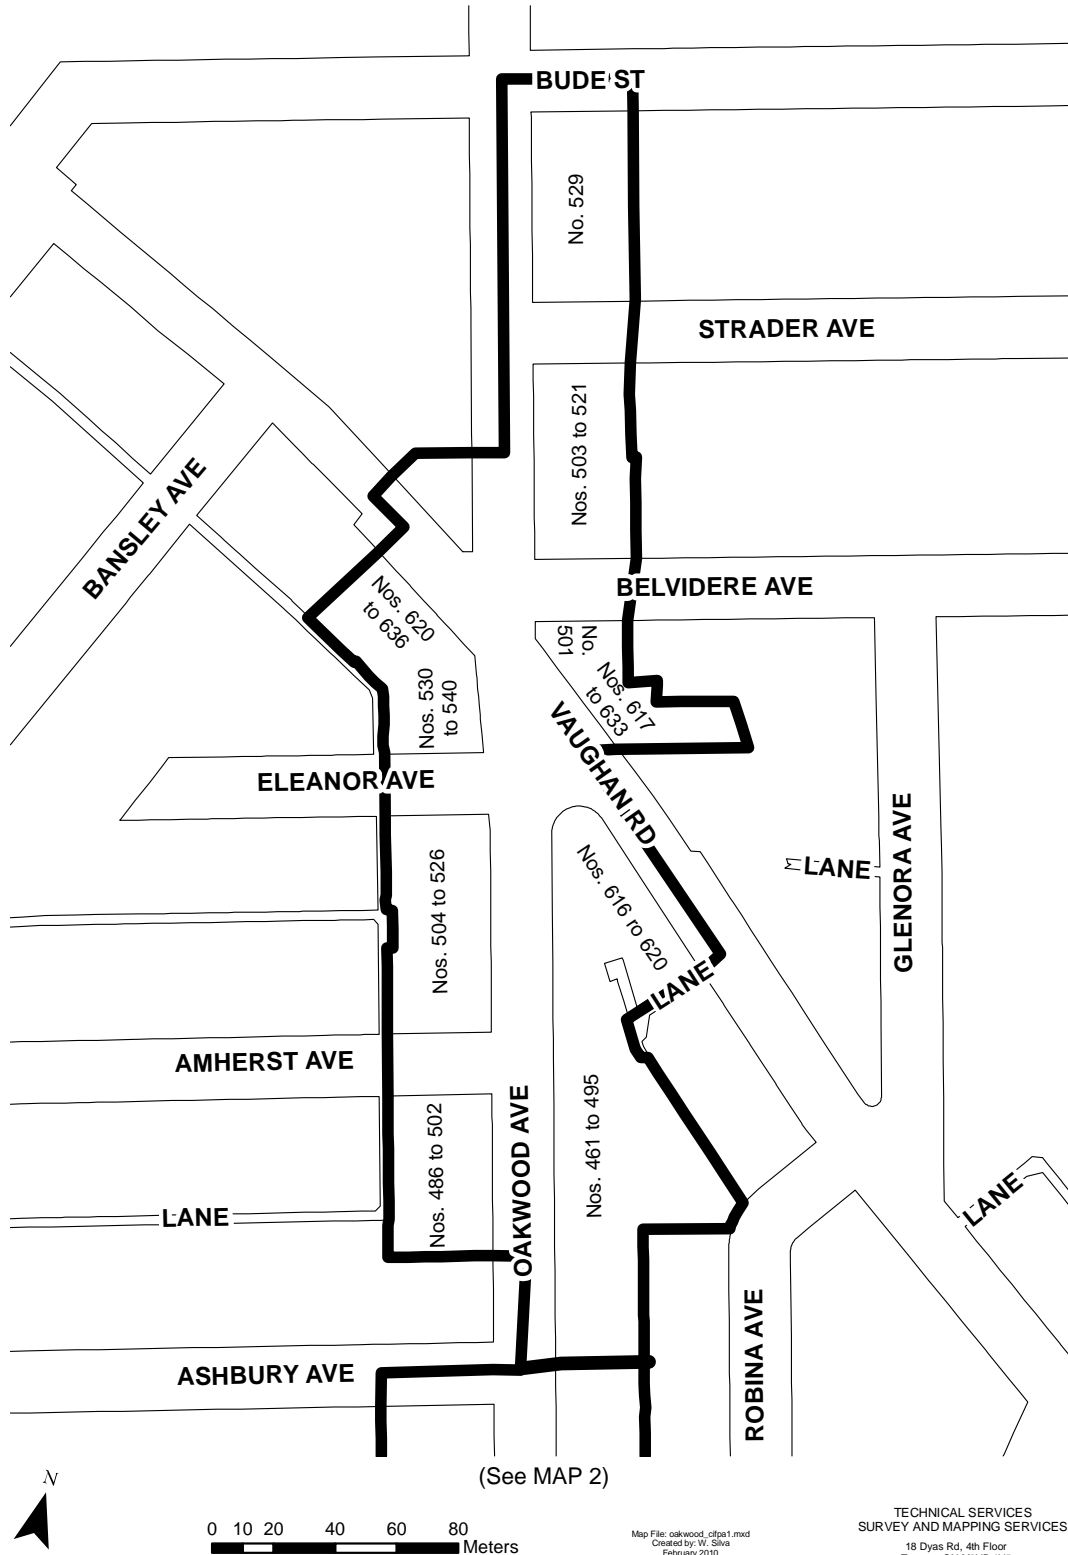 BUDE ST
No. 529
STRADER AVE
Nos. 503 to 521
BANSLEY AVE
BELVIDERE AVE
Nos. 620
to 636
No.
501
Nos. 617
to 633
Nos. 530
to 540
VAUGHAN RD
ELEANOR AVE
Nos. 504 to 526
Nos. 616 ro 620
LANE
GLENORA AVE
LANE
AMHERST AVE
Nos. 486 to 502
OAKWOOD AVE
Nos. 461 to 495
LANE
LANE
ROBINA AVE
ASHBURY AVE
(See MAP 2)
N
0 10 20 40 60 80
Meters
Map File: oakwood_cifpa1.mxd
Created by: W. Silva
February 2010
TECHNICAL SERVICES
SURVEY AND MAPPING SERVICES
18 Dyas Rd, 4th Floor